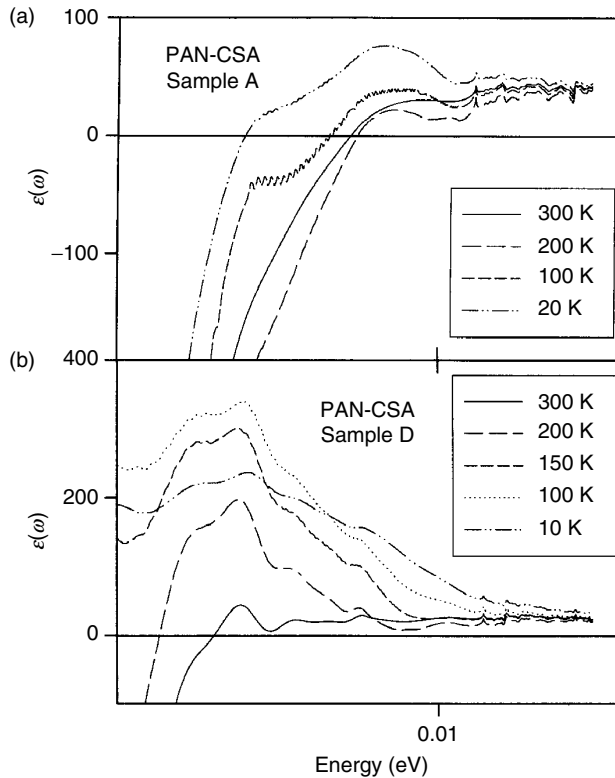 (a)
100
PAN-CSA
Sample A
0
ε(ω)
−100
300 K
200 K
100 K
20 K
400
(b)
PAN-CSA
Sample D
300 K
200 K
150 K
100 K
10 K
200
ε(ω)
0
0.01
Energy (eV)